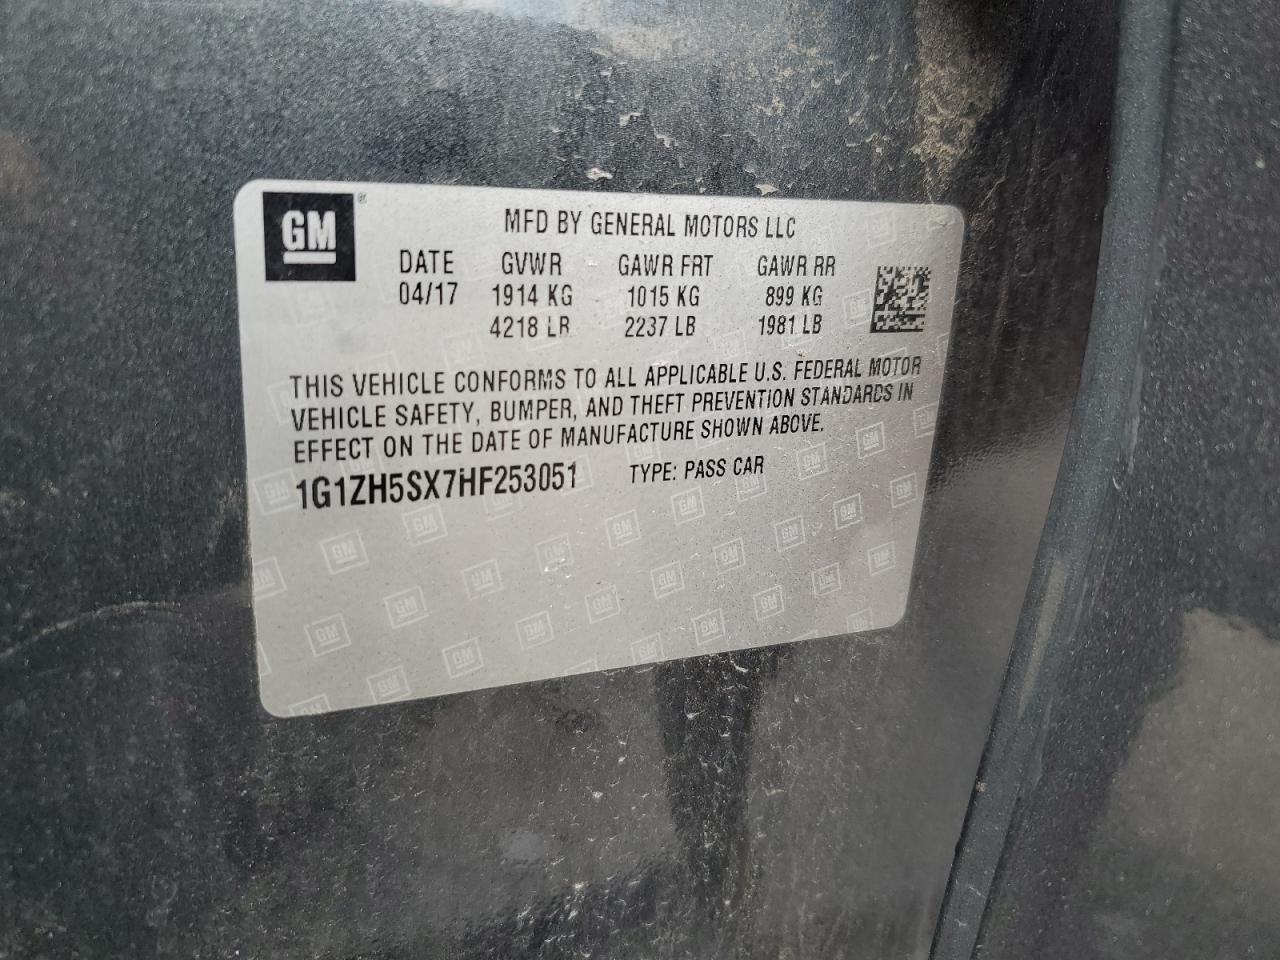 GM ®
MFD BY GENERAL MOTORS LLC
DATE GVWR GAWR FRT GAWR RR
04/17 1914 KG 1015 KG 899 KG
4218 LB 2237 LB 1981 LB
THIS VEHICLE CONFORMS TO ALL APPLICABLE U.S. FEDERAL MOTOR
VEHICLE SAFETY, BUMPER, AND THEFT PREVENTION STANDARDS IN
EFFECT ON THE DATE OF MANUFACTURE SHOWN ABOVE.
1G1ZH5SX7HF253051 TYPE: PASS CAR